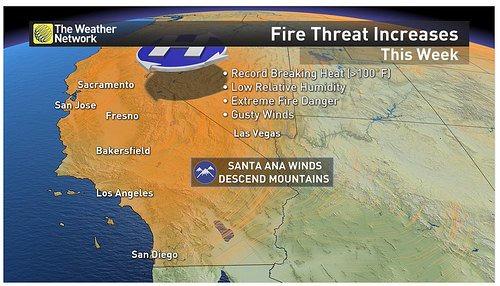 The Weather
Network
Fire Threat Increases
This Week
• Record Breaking Heat (>100°F)
• Low Relative Humidity
• Extreme Fire Danger
• Gusty Winds
Sacramento
San Jose
Fresno
Las Vegas
Bakersfield
SANTA ANA WINDS
DESCEND MOUNTAINS
Los Angeles
San Diego